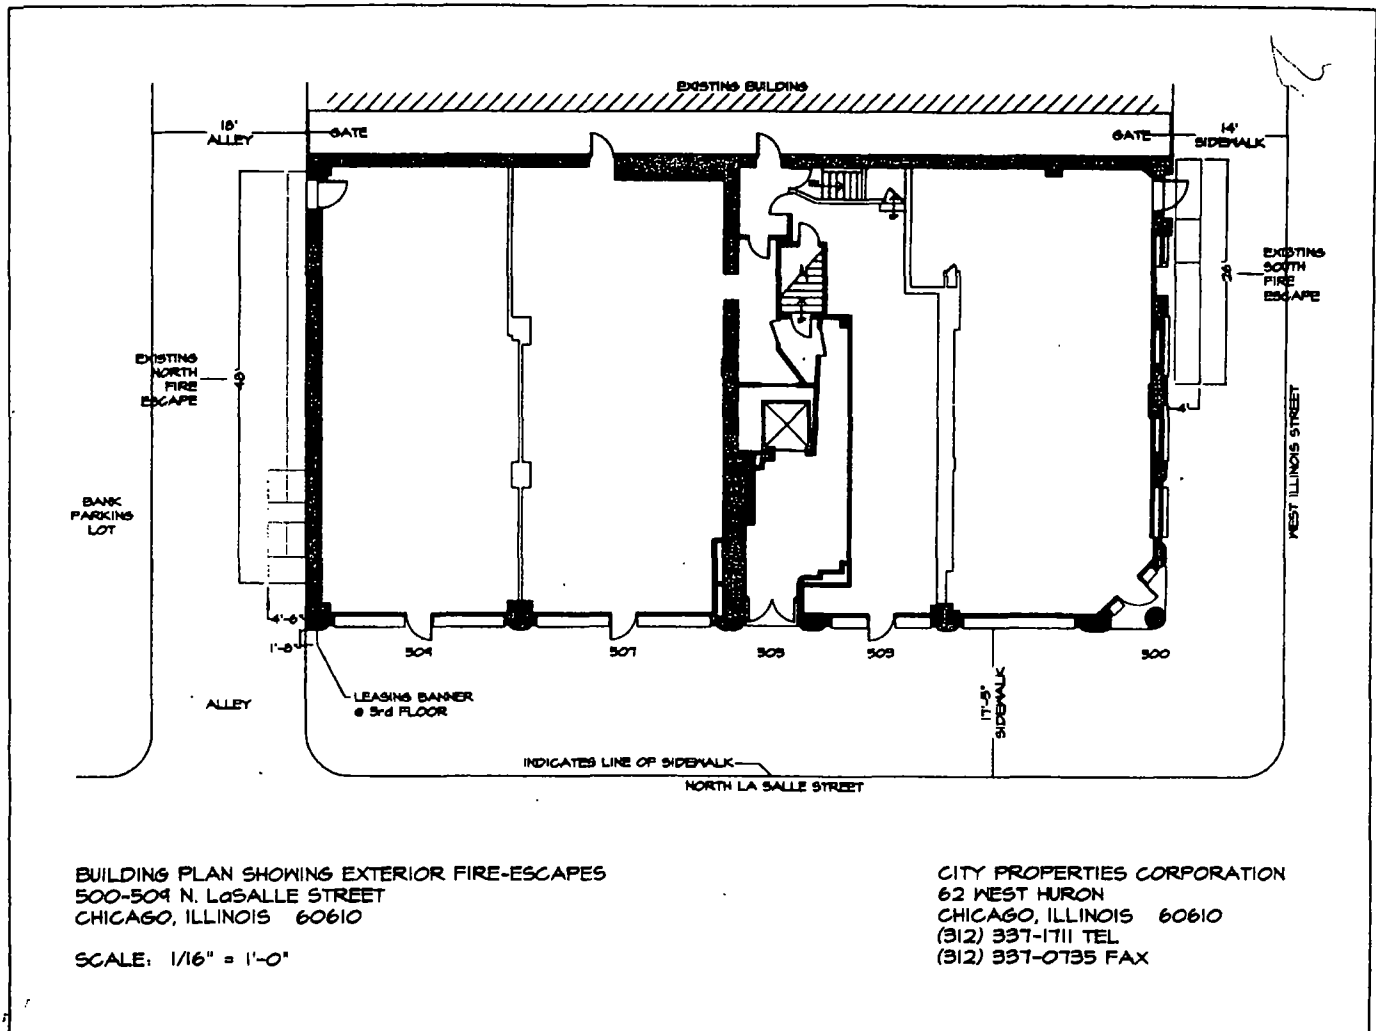 EXISTING BUILDING
18'
ALLEY
GATE
GATE
14'
SIDEWALK
EXISTING
SOUTH
FIRE
ESCAPE
26'
EXISTING
NORTH
FIRE
ESCAPE
48'
4'
WEST ILLINOIS STREET
BANK
PARKING
LOT
4'-6"
1'-8"
509
507
505
503
500
LEASING BANNER
@ 3rd FLOOR
ALLEY
17'-5"
SIDEWALK
INDICATES LINE OF SIDEWALK
NORTH LA SALLE STREET
BUILDING PLAN SHOWING EXTERIOR FIRE-ESCAPES
500-509 N. LaSALLE STREET
CHICAGO, ILLINOIS 60610
SCALE: 1/16" = 1'-0"
CITY PROPERTIES CORPORATION
62 WEST HURON
CHICAGO, ILLINOIS 60610
(312) 337-1711 TEL
(312) 337-0735 FAX